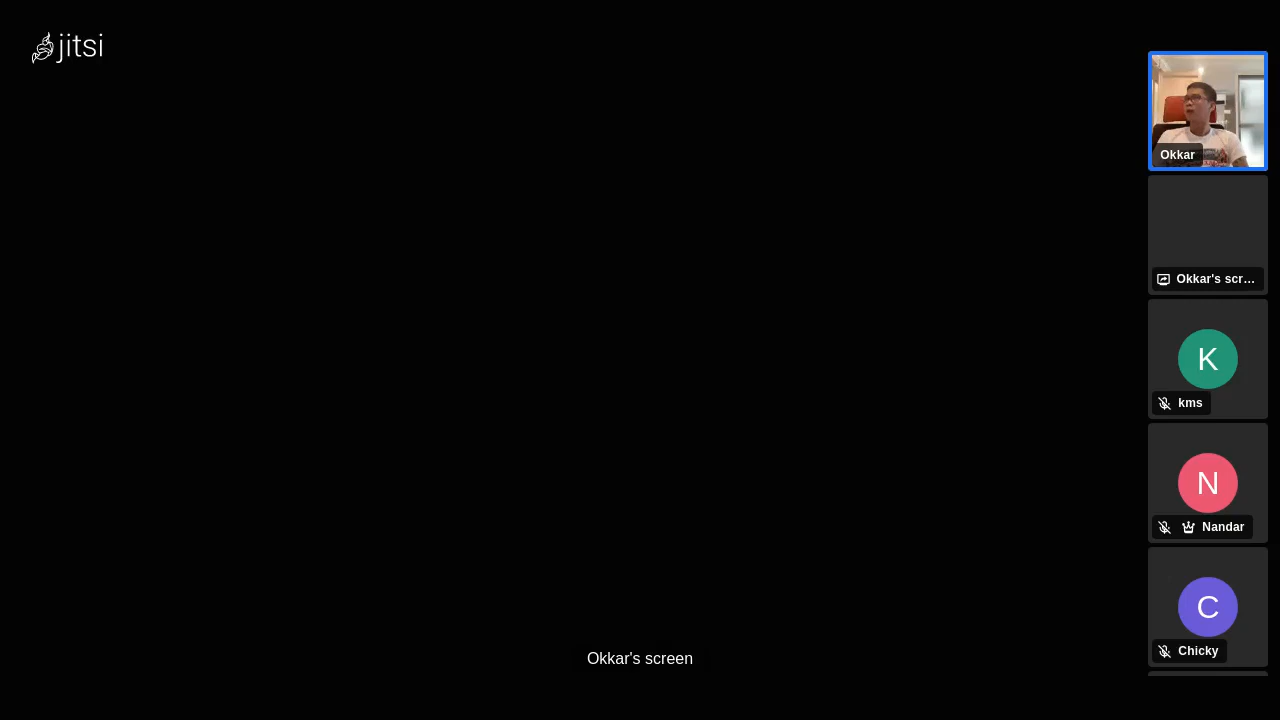 jitsi
Okkar
Okkar's scr...
K
kms
N
Nandar
C
Chicky
Okkar's screen